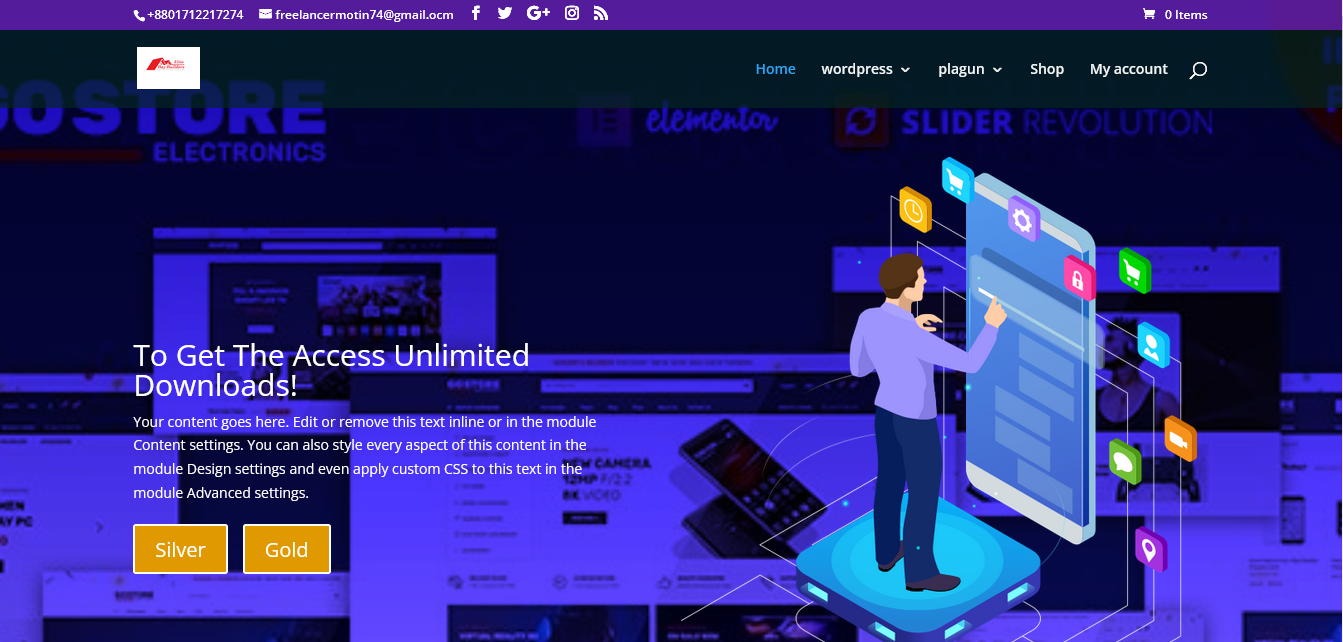 +8801712217274 freelancermotin74@gmail.ocm 0 Items
Home wordpress plagun Shop My account
GOSTORE
ELECTRONICS
elementor SLIDER REVOLUTION
To Get The Access Unlimited
Downloads!
Your content goes here. Edit or remove this text inline or in the module
Content settings. You can also style every aspect of this content in the
module Design settings and even apply custom CSS to this text in the
module Advanced settings.
NEW CAMERA
12MP F/2.2
8K VIDEO
Silver Gold